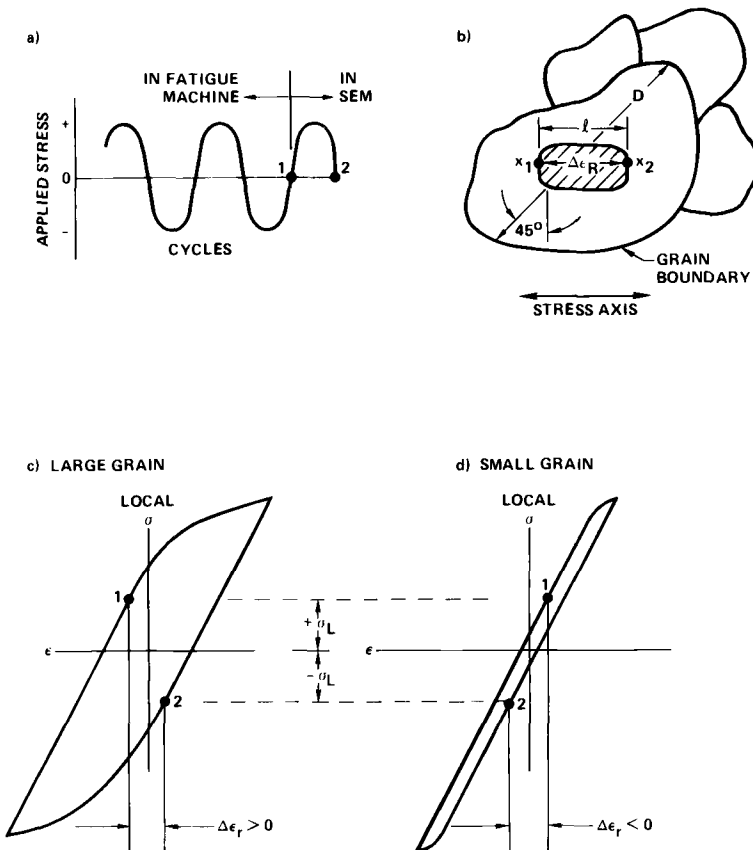 a)
IN FATIGUE MACHINE
IN SEM
APPLIED STRESS
+
0
-
1
2
CYCLES
b)
D
ℓ
x1
ΔϵR
x2
45°
GRAIN BOUNDARY
STRESS AXIS
c) LARGE GRAIN
LOCAL
σ
1
ϵ
2
Δϵr > 0
+ σL
- σL
d) SMALL GRAIN
LOCAL
σ
1
ϵ
2
Δϵr < 0